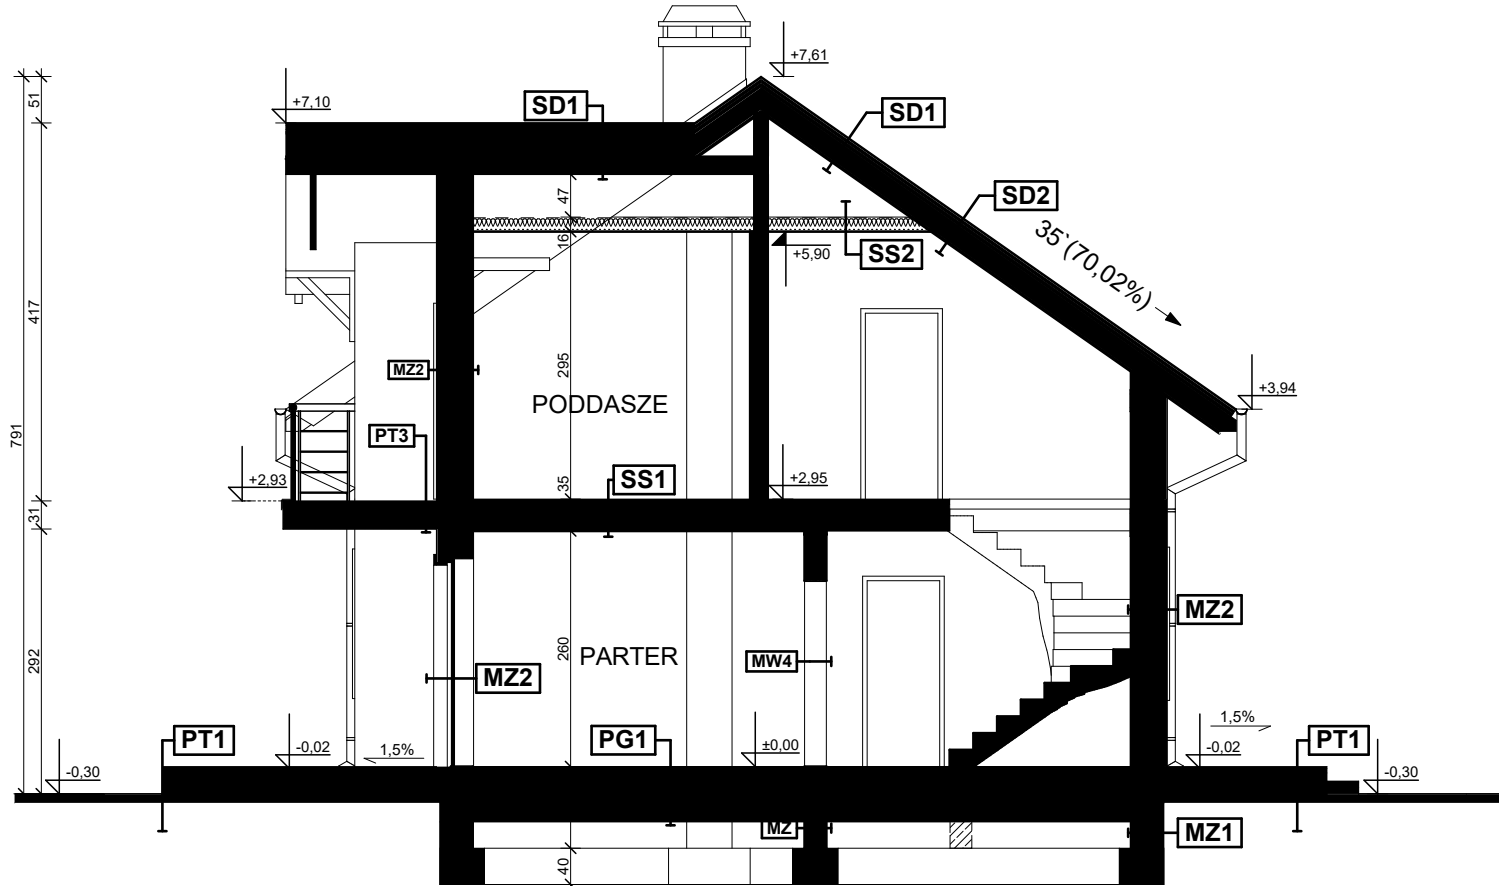 +7,61
51
+7,10
SD1
SD1
47
SD2
16
+5,90
SS2
35`(70,02%)
417
MZ2
295
+3,94
PODDASZE
791
PT3
+2,93
SS1
+2,95
35
31
MZ2
292
260
PARTER
MW4
MZ2
PT1
-0,02
1,5%
PG1
±0,00
1,5%
-0,02
PT1
-0,30
-0,30
MZ
MZ1
40